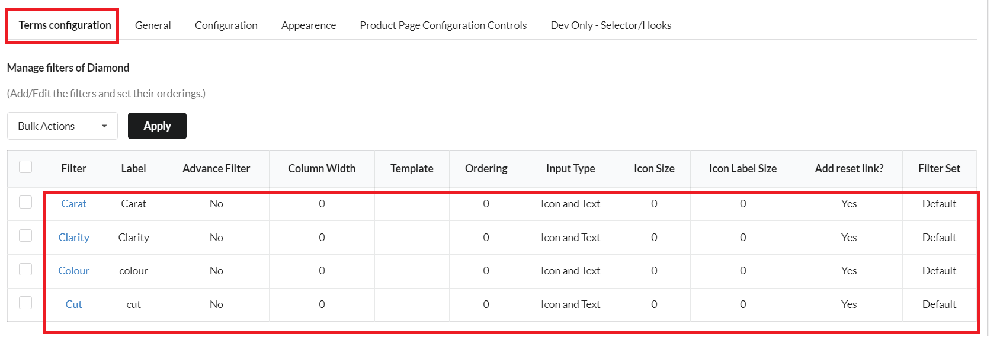 Terms configuration General Configuration Appearence Product Page Configuration Controls Dev Only - Selector/Hooks
Manage filters of Diamond
(Add/Edit the filters and set their orderings.)
Bulk Actions Apply
Filter Label Advance Filter Column Width Template Ordering Input Type Icon Size Icon Label Size Add reset link? Filter Set
Carat Carat No 0 0 Icon and Text 0 0 Yes Default
Clarity Clarity No 0 0 Icon and Text 0 0 Yes Default
Colour colour No 0 0 Icon and Text 0 0 Yes Default
Cut cut No 0 0 Icon and Text 0 0 Yes Default